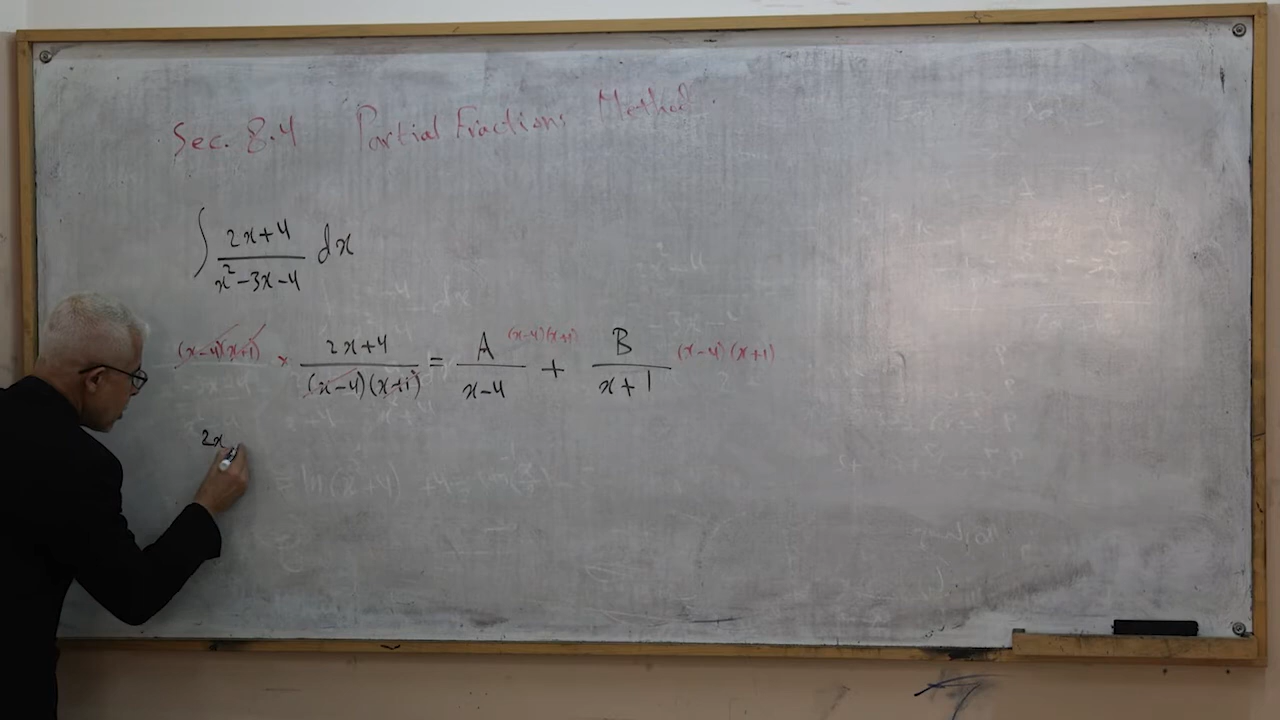 Sec. 8.4 Partial Fractions Method.
∫ (2x+4)/(x²-3x-4) dx
(x-4)(x+1) × (2x+4)/((x-4)(x+1)) = A/(x-4) (x-4)(x+1) + B/(x+1) (x-4)(x+1)
2x